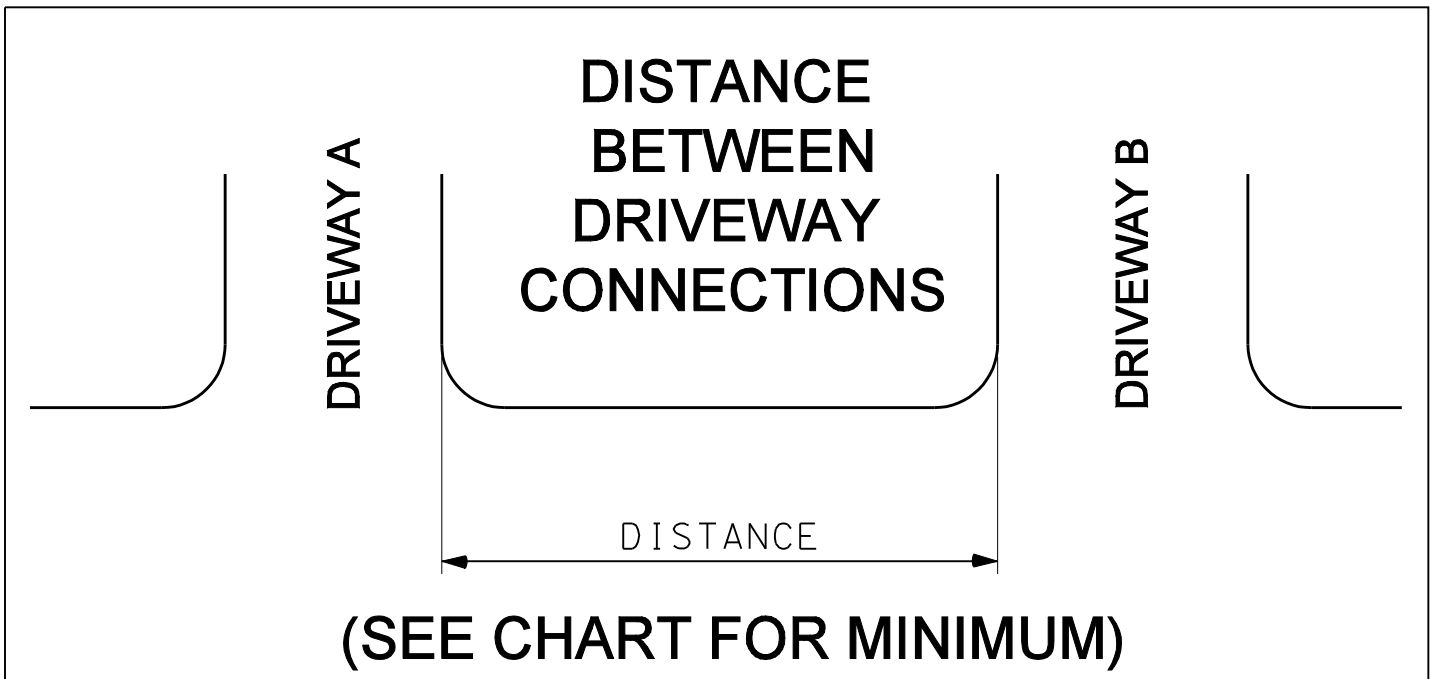 DISTANCE
BETWEEN
DRIVEWAY
CONNECTIONS
DRIVEWAY A
DRIVEWAY B
DISTANCE
(SEE CHART FOR MINIMUM)